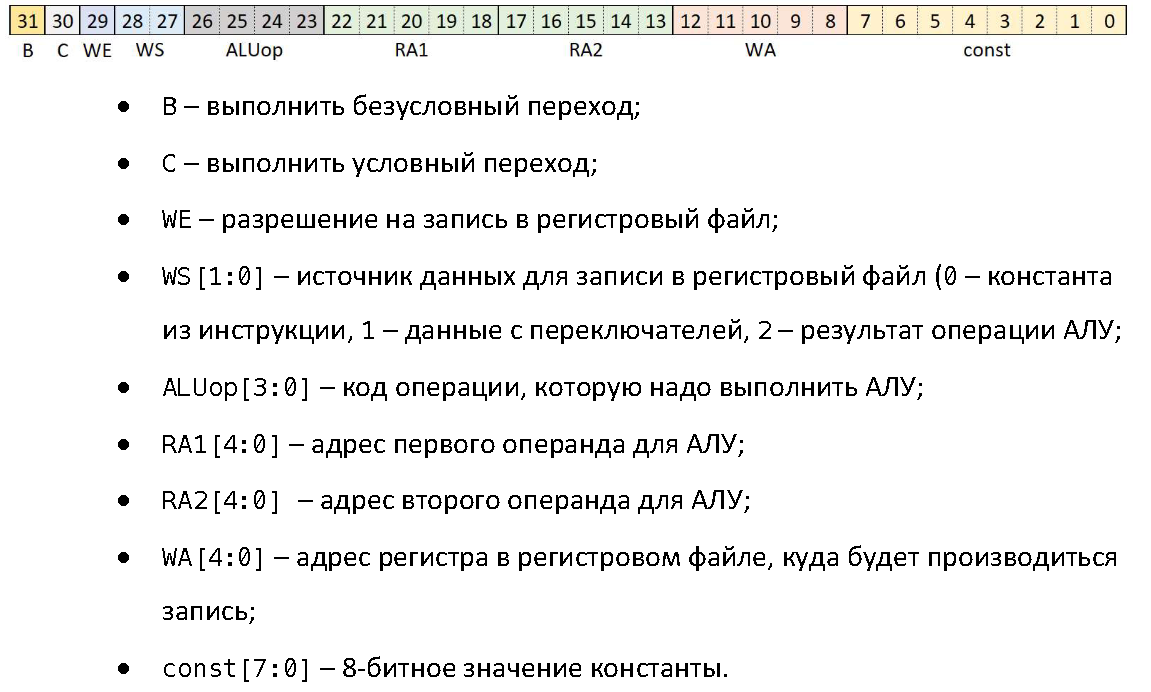 31 30 29 28 27 26 25 24 23 22 21 20 19 18 17 16 15 14 13 12 11 10 9 8 7 6 5 4 3 2 1 0
B C WE WS ALUop RA1 RA2 WA const
• B – выполнить безусловный переход;
• C – выполнить условный переход;
• WE – разрешение на запись в регистровый файл;
• WS[1:0] – источник данных для записи в регистровый файл (0 – константа
из инструкции, 1 – данные с переключателей, 2 – результат операции АЛУ;
• ALUop[3:0] – код операции, которую надо выполнить АЛУ;
• RA1[4:0] – адрес первого операнда для АЛУ;
• RA2[4:0] – адрес второго операнда для АЛУ;
• WA[4:0] – адрес регистра в регистровом файле, куда будет производиться
запись;
• const[7:0] – 8-битное значение константы.